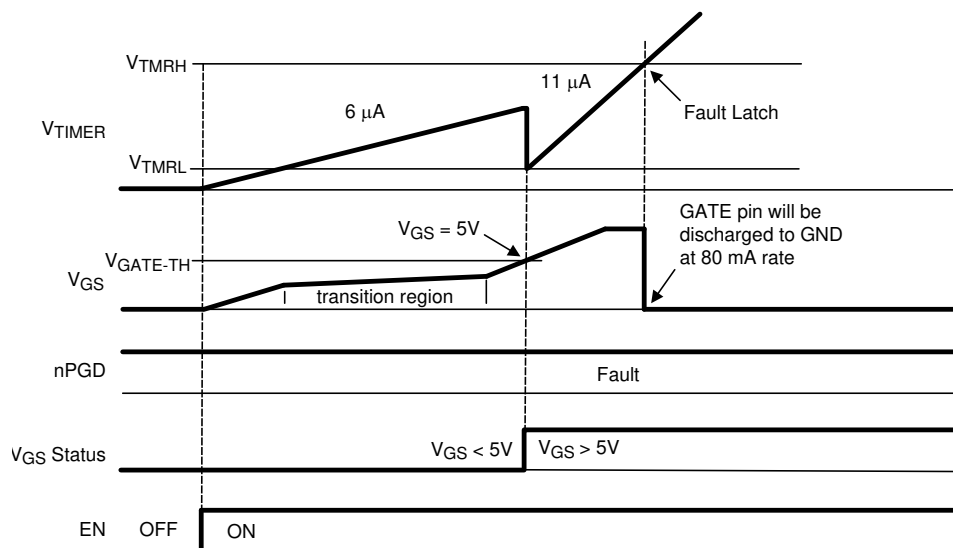 VTMRH
11 μA
Fault Latch
6 μA
VTIMER
VTMRL
GATE pin will be
discharged to GND
at 80 mA rate
VGS = 5V
VGATE-TH
VGS
transition region
nPGD
Fault
VGS Status
VGS < 5V
VGS > 5V
EN
OFF
ON